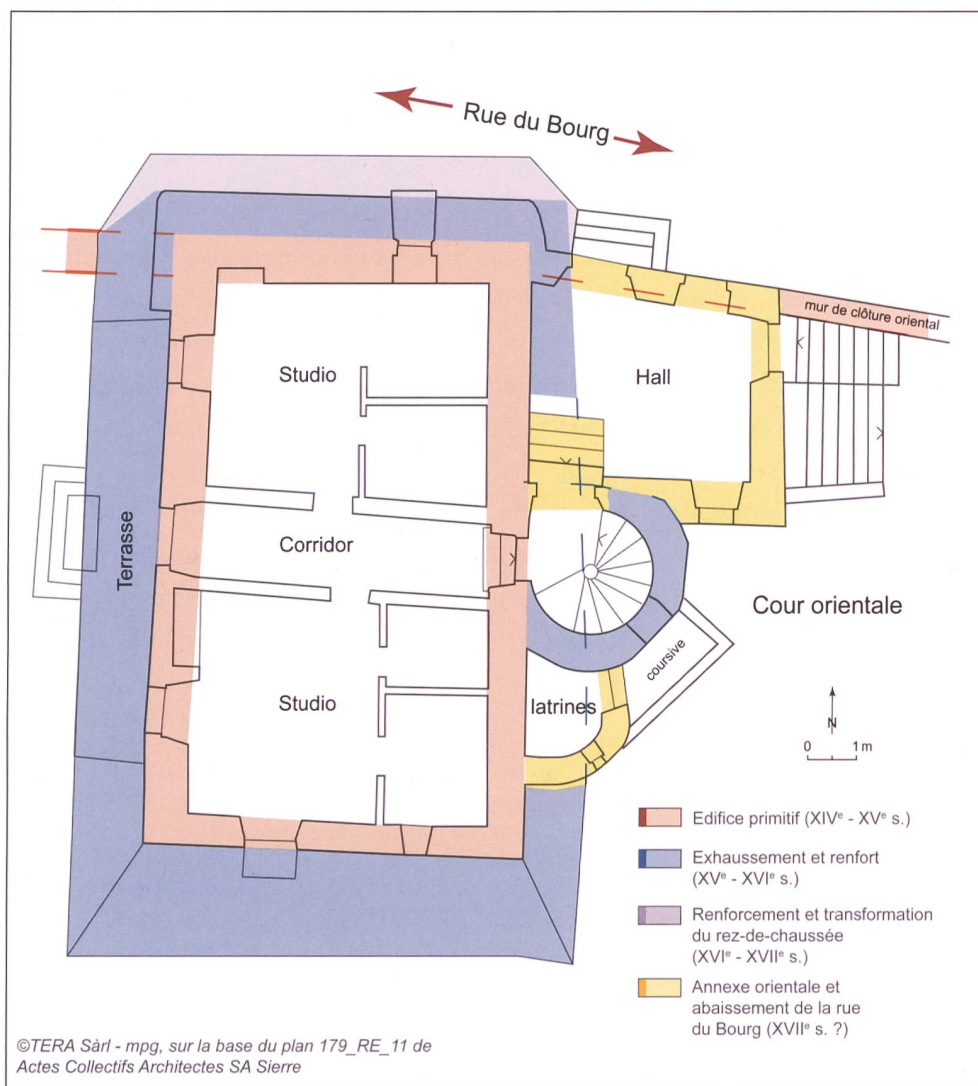 Rue du Bourg
mur de clôture oriental
Studio
Hall
Corridor
Terrasse
Cour orientale
coursive
Studio
latrines
N
0 1 m
Edifice primitif (XIVe - XVe s.)
Exhaussement et renfort
(XVe - XVIe s.)
Renforcement et transformation
du rez-de-chaussée
(XVIe - XVIIe s.)
Annexe orientale et
abaissement de la rue
du Bourg (XVIIe s. ?)
©TERA Sàrl - mpg, sur la base du plan 179_RE_11 de
Actes Collectifs Architectes SA Sierre